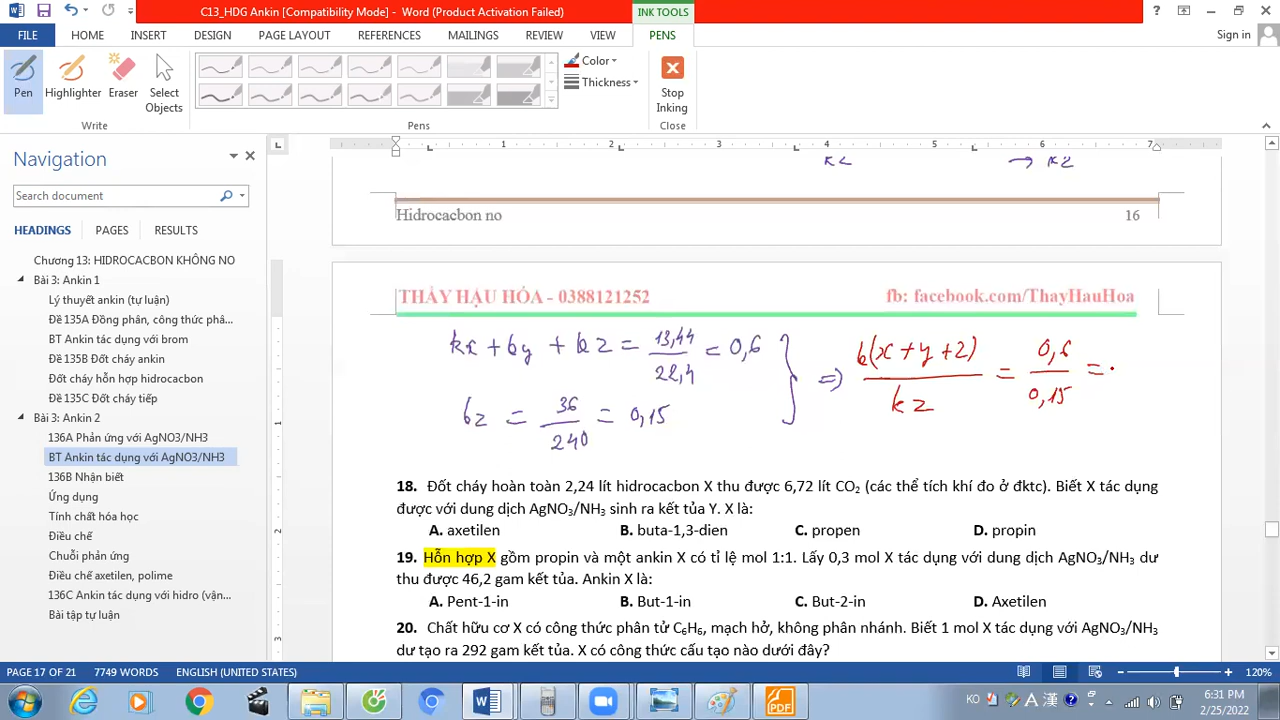 C13_HDG Ankin [Compatibility Mode] - Word (Product Activation Failed)
INK TOOLS
FILE HOME INSERT DESIGN PAGE LAYOUT REFERENCES MAILINGS REVIEW VIEW PENS
Sign in
Pen Highlighter Eraser Select Objects
Color
Thickness
Stop Inking
Write Pens Close
Navigation
Search document
HEADINGS PAGES RESULTS
Chương 13: HIDROCACBON KHÔNG NO
Bài 3: Ankin 1
Lý thuyết ankin (tự luận)
Đề 135A Đồng phân, công thức phâ...
BT Ankin tác dụng với brom
Đề 135B Đốt cháy ankin
Đốt cháy hỗn hợp hidrocacbon
Đề 135C Đốt cháy tiếp
Bài 3: Ankin 2
136A Phản ứng với AgNO3/NH3
BT Ankin tác dụng với AgNO3/NH3
136B Nhận biết
Ứng dụng
Tính chất hóa học
Điều chế
Chuỗi phản ứng
Điều chế axetilen, polime
136C Ankin tác dụng với hidro (vận...
Bài tập tự luận
1 2 3 4 5 6 7
kz → kz
Hidrocacbon no 16
THẦY HẬU HÓA - 0388121252 fb: facebook.com/ThayHauHoa
kx + ky + kz = 13,44 / 22,4 = 0,6
kz = 36 / 240 = 0,15
=> k(x + y + z) / kz = 0,6 / 0,15 =
18. Đốt cháy hoàn toàn 2,24 lít hidrocacbon X thu được 6,72 lít CO₂ (các thể tích khí đo ở đktc). Biết X tác dụng
được với dung dịch AgNO₃/NH₃ sinh ra kết tủa Y. X là:
A. axetilen B. buta-1,3-dien C. propen D. propin
19. Hỗn hợp X gồm propin và một ankin X có tỉ lệ mol 1:1. Lấy 0,3 mol X tác dụng với dung dịch AgNO₃/NH₃ dư
thu được 46,2 gam kết tủa. Ankin X là:
A. Pent-1-in B. But-1-in C. But-2-in D. Axetilen
20. Chất hữu cơ X có công thức phân tử C₆H₆, mạch hở, không phân nhánh. Biết 1 mol X tác dụng với AgNO₃/NH₃
dư tạo ra 292 gam kết tủa. X có công thức cấu tạo nào dưới đây?
1
2
3
PAGE 17 OF 21 7749 WORDS ENGLISH (UNITED STATES) 120%
KO A 漢 6:31 PM
2/25/2022